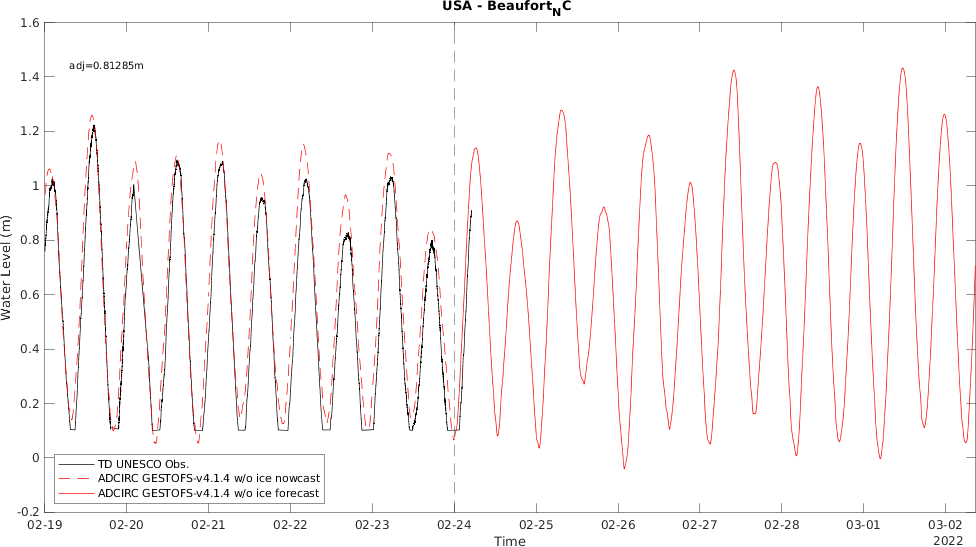 USA - Beaufort_NC
1.6
1.4
1.2
1
0.8
0.6
0.4
0.2
0
-0.2
Water Level (m)
adj=0.81285m
TD UNESCO Obs.
ADCIRC GESTOFS-v4.1.4 w/o ice nowcast
ADCIRC GESTOFS-v4.1.4 w/o ice forecast
02-19 02-20 02-21 02-22 02-23 02-24 02-25 02-26 02-27 02-28 03-01 03-02
Time
2022